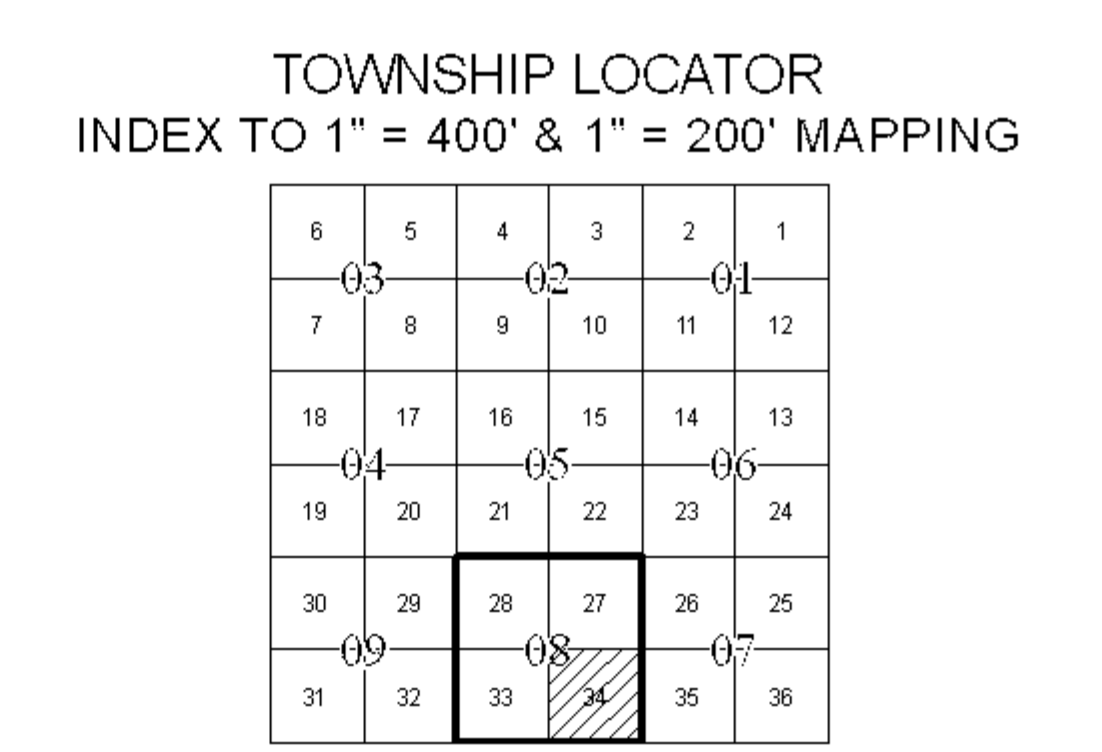 TOWNSHIP LOCATOR
INDEX TO 1" = 400' & 1" = 200' MAPPING
6 5 4 3 2 1
03 02 01
7 8 9 10 11 12
18 17 16 15 14 13
04 05 06
19 20 21 22 23 24
30 29 28 27 26 25
09 08 07
31 32 33 34 35 36